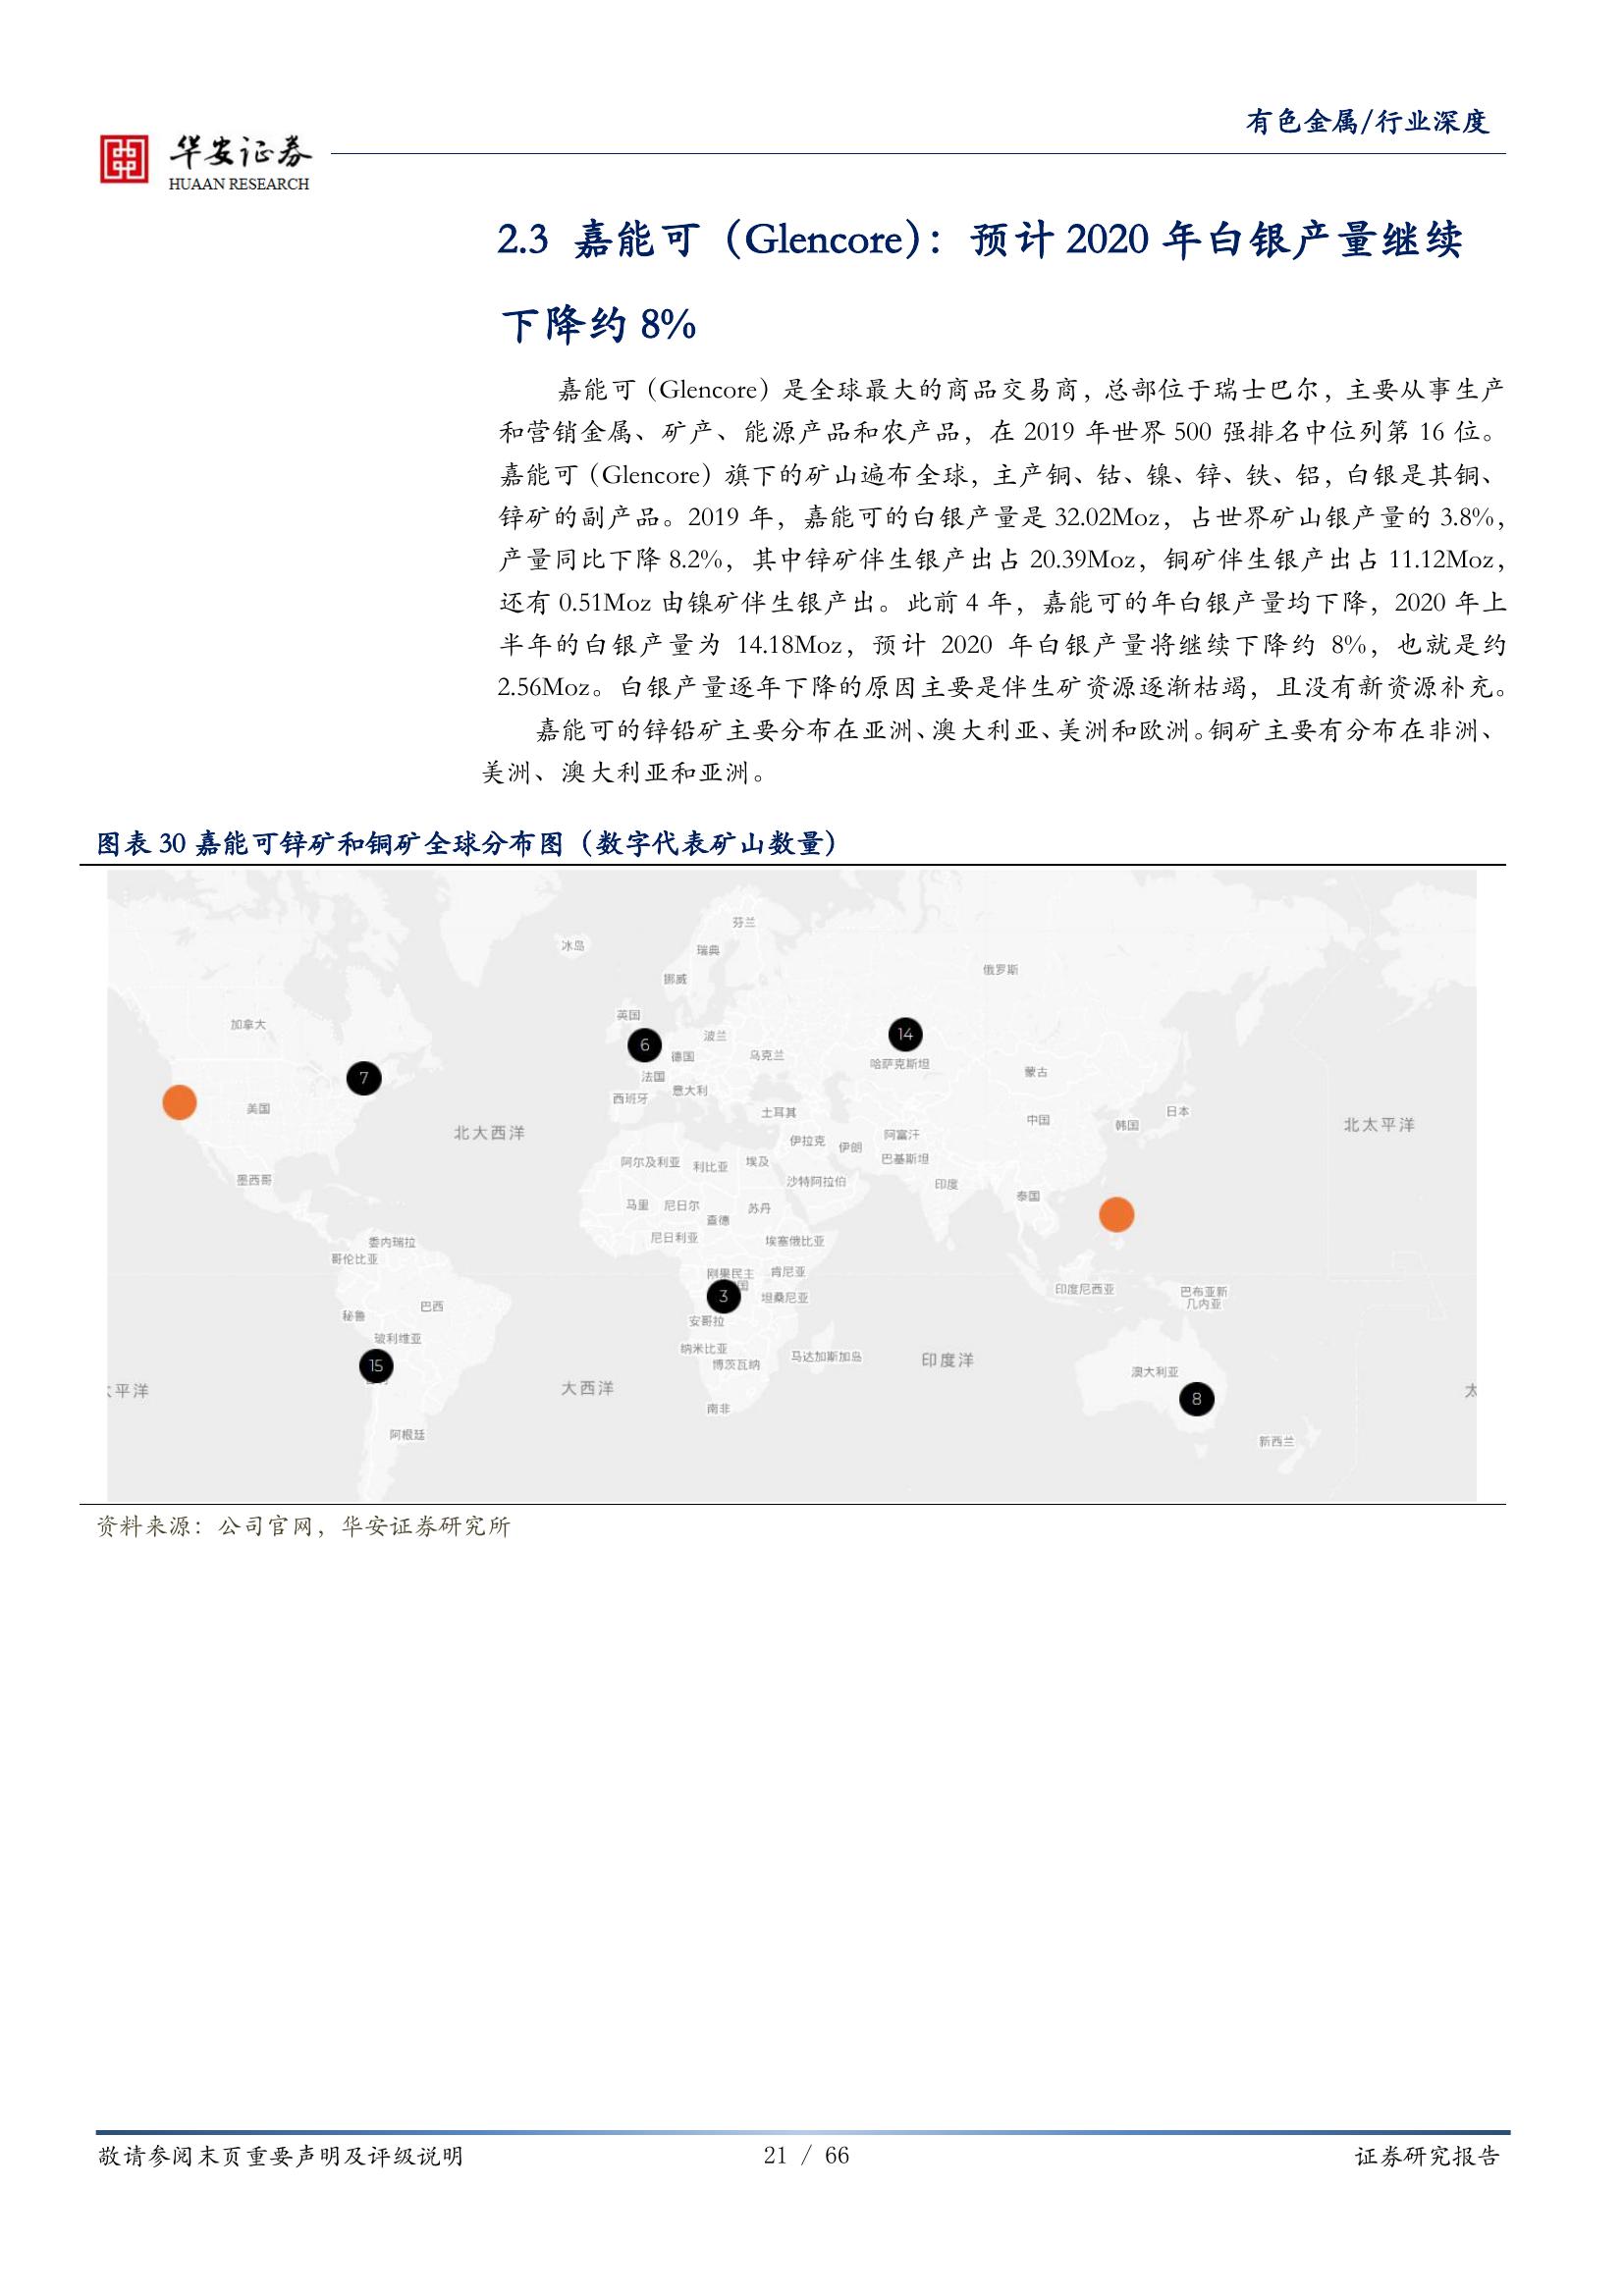 有色金属/行业深度
华安证券
HUAAN RESEARCH
2.3 嘉能可（Glencore）：预计 2020 年白银产量继续
下降约 8%
嘉能可（Glencore）是全球最大的商品交易商，总部位于瑞士巴尔，主要从事生产
和营销金属、矿产、能源产品和农产品，在 2019 年世界 500 强排名中位列第 16 位。
嘉能可（Glencore）旗下的矿山遍布全球，主产铜、钴、镍、锌、铁、铝，白银是其铜、
锌矿的副产品。2019 年，嘉能可的白银产量是 32.02Moz，占世界矿山银产量的 3.8%，
产量同比下降 8.2%，其中锌矿伴生银产出占 20.39Moz，铜矿伴生银产出占 11.12Moz，
还有 0.51Moz 由镍矿伴生银产出。此前 4 年，嘉能可的年白银产量均下降，2020 年上
半年的白银产量为 14.18Moz，预计 2020 年白银产量将继续下降约 8%，也就是约
2.56Moz。白银产量逐年下降的原因主要是伴生矿资源逐渐枯竭，且没有新资源补充。
嘉能可的锌铅矿主要分布在亚洲、澳大利亚、美洲和欧洲。铜矿主要有分布在非洲、
美洲、澳大利亚和亚洲。
图表 30 嘉能可锌矿和铜矿全球分布图（数字代表矿山数量）
芬兰
冰岛
瑞典
俄罗斯
挪威
英国
加拿大
14
波兰
6
德国
乌克兰
哈萨克斯坦
蒙古
7
法国
意大利
西班牙
美国
土耳其
日本
中国
韩国
北太平洋
北大西洋
阿富汗
伊拉克
伊朗
巴基斯坦
阿尔及利亚
利比亚
埃及
墨西哥
沙特阿拉伯
印度
泰国
马里
尼日尔
苏丹
乍得
尼日利亚
埃塞俄比亚
委内瑞拉
哥伦比亚
刚果民主
国
肯尼亚
印度尼西亚
巴布亚新
几内亚
3
坦桑尼亚
巴西
秘鲁
安哥拉
玻利维亚
纳米比亚
博茨瓦纳
马达加斯加岛
印度洋
15
澳大利亚
太平洋
大西洋
太
8
南非
阿根廷
新西兰
资料来源：公司官网，华安证券研究所
敬请参阅末页重要声明及评级说明
21 / 66
证券研究报告